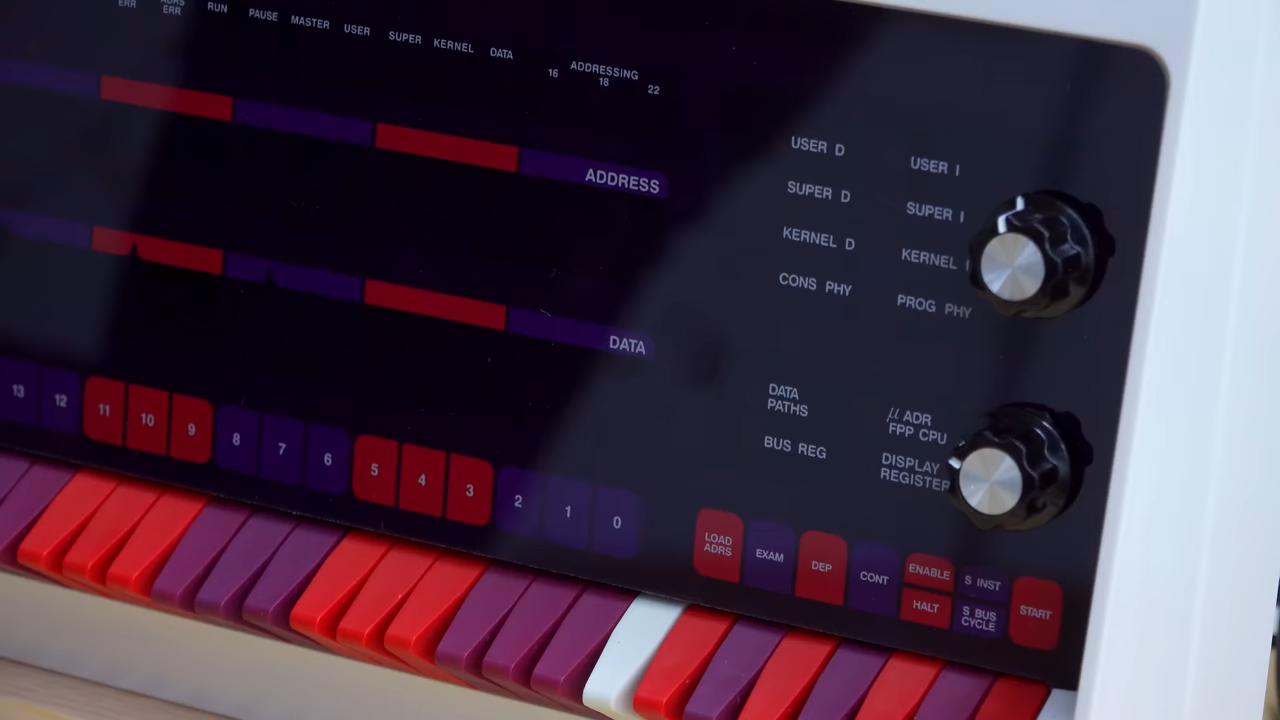 ERR
ADRS
ERR
RUN
PAUSE
MASTER
USER
SUPER
KERNEL
DATA
ADDRESSING
16
18
22
ADDRESS
USER D
USER I
SUPER D
SUPER I
KERNEL D
KERNEL I
CONS PHY
PROG PHY
DATA
DATA
PATHS
μ ADR
FPP CPU
BUS REG
DISPLAY
REGISTER
13 12 11 10 9 8 7 6 5 4 3 2 1 0
LOAD
ADRS
EXAM
DEP
CONT
ENABLE
HALT
S INST
S BUS
CYCLE
START